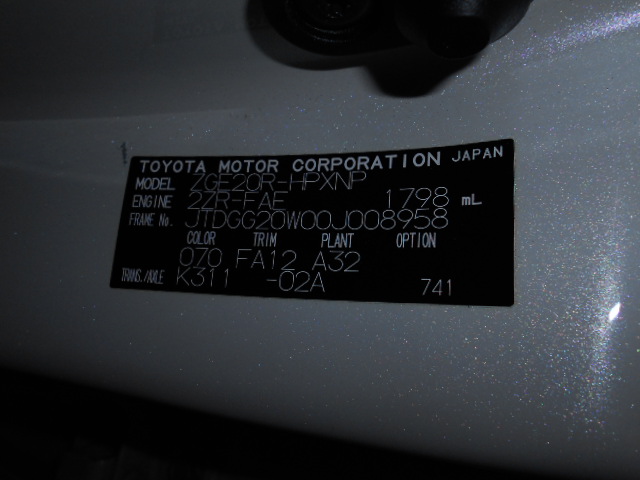 TOYOTA MOTOR CORPORATION JAPAN
MODEL ZGE20R-HPXNP
ENGINE 2ZR-FAE 1798 mL
FRAME No. JTDGG20W00J008958
COLOR TRIM PLANT OPTION
070 FA12 A32
TRANS./AXLE K311 -02A 741